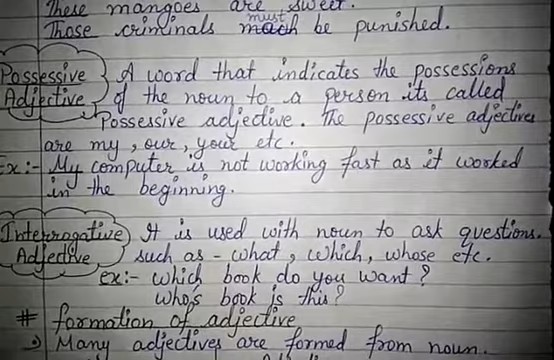 These mangoes are sweet.
Those criminals must be punished.
Possessive Adjective } A word that indicates the possessions
of the noun to a person its called
Possessive adjective. The possessive adjectives
are my, our, your etc.
Ex:- My computer is not working fast as it worked
in the beginning.
Interrogative Adjective } It is used with noun to ask questions.
such as - what, which, whose etc.
ex:- which book do you want?
who's book is this?
# formation of adjective
Many adjectives are formed from noun.